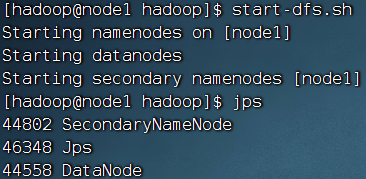 [hadoop@node1 hadoop]$ start-dfs.sh
Starting namenodes on [node1]
Starting datanodes
Starting secondary namenodes [node1]
[hadoop@node1 hadoop]$ jps
44802 SecondaryNameNode
46348 Jps
44558 DataNode